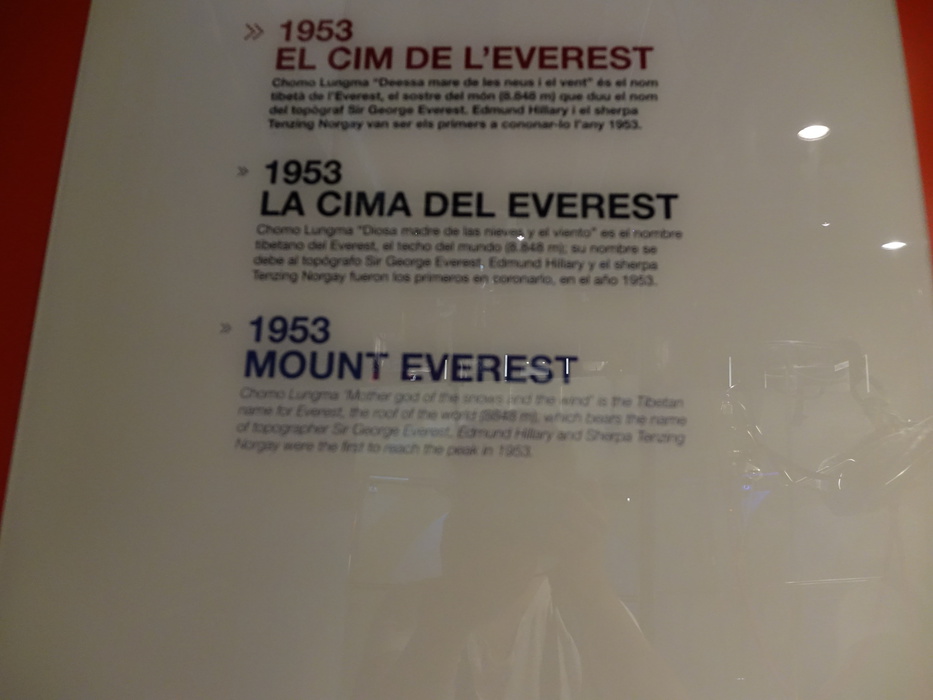 » 1953
EL CIM DE L'EVEREST
Chomo Lungma "Deessa mare de les neus i el vent" és el nom
tibetà de l'Everest, el sostre del món (8.848 m) que duu el nom
del topògraf Sir George Everest. Edmund Hillary i el sherpa
Tenzing Norgay van ser els primers a cononar-lo l'any 1953.
» 1953
LA CIMA DEL EVEREST
Chomo Lungma "Diosa madre de las nieves y el viento" es el nombre
tibetano del Everest, el techo del mundo (8.848 m); su nombre se
debe al topógrafo Sir George Everest. Edmund Hillary y el sherpa
Tenzing Norgay fueron los primeros en coronarlo, en el año 1953.
» 1953
MOUNT EVEREST
Chomo Lungma "Mother god of the snows and the wind" is the Tibetan
name for Everest, the roof of the world (8848 m), which bears the name
of topographer Sir George Everest. Edmund Hillary and Sherpa Tenzing
Norgay were the first to reach the peak in 1953.